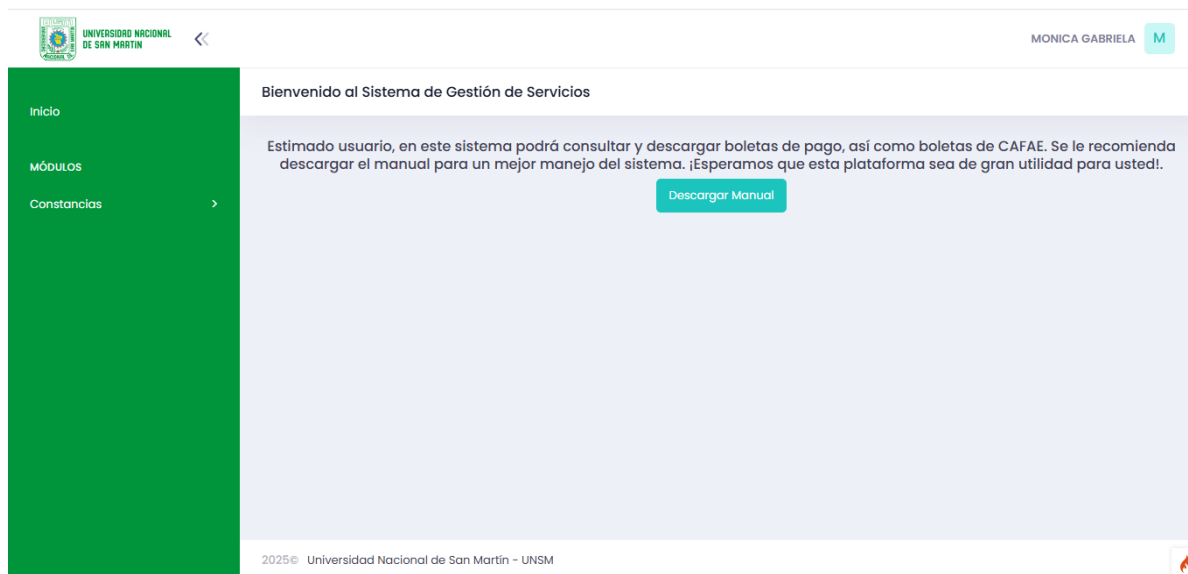 UNIVERSIDAD NACIONAL
DE SAN MARTIN
MONICA GABRIELA M
Inicio
MÓDULOS
Constancias
Bienvenido al Sistema de Gestión de Servicios
Estimado usuario, en este sistema podrá consultar y descargar boletas de pago, así como boletas de CAFAE. Se le recomienda
descargar el manual para un mejor manejo del sistema. ¡Esperamos que esta plataforma sea de gran utilidad para usted!.
Descargar Manual
2025© Universidad Nacional de San Martín - UNSM